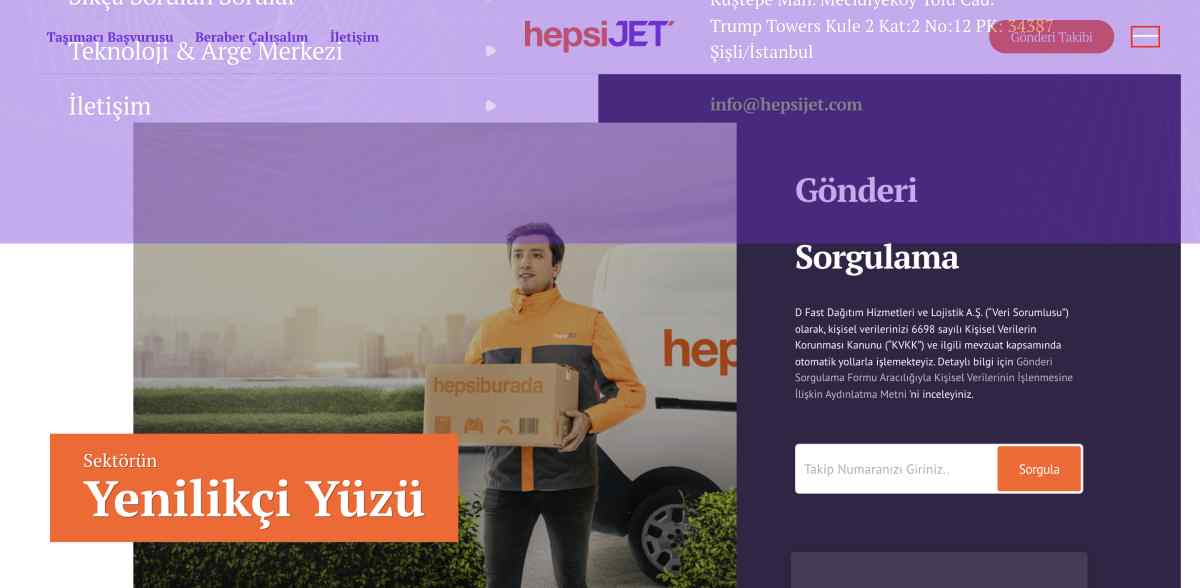 Sıkça Sorulan Sorular
Kuştepe Mah. Mecidiyeköy Yolu Cad.
Taşımacı Başvurusu
Beraber Çalışalım
İletişim
hepsiJET
Trump Towers Kule 2 Kat:2 No:12 PK: 34387
Gönderi Takibi
Teknoloji & Arge Merkezi
Şişli/İstanbul
İletişim
info@hepsijet.com
Gönderi
Sorgulama
D Fast Dağıtım Hizmetleri ve Lojistik A.Ş. (“Veri Sorumlusu”)
olarak, kişisel verilerinizi 6698 sayılı Kişisel Verilerin
Korunması Kanunu (“KVKK”) ve ilgili mevzuat kapsamında
otomatik yollarla işlemekteyiz. Detaylı bilgi için Gönderi
Sorgulama Formu Aracılığıyla Kişisel Verilerinin İşlenmesine
İlişkin Aydınlatma Metni 'ni inceleyiniz.
hep
hepsiburada
Takip Numaranızı Giriniz..
Sorgula
Sektörün
Yenilikçi Yüzü